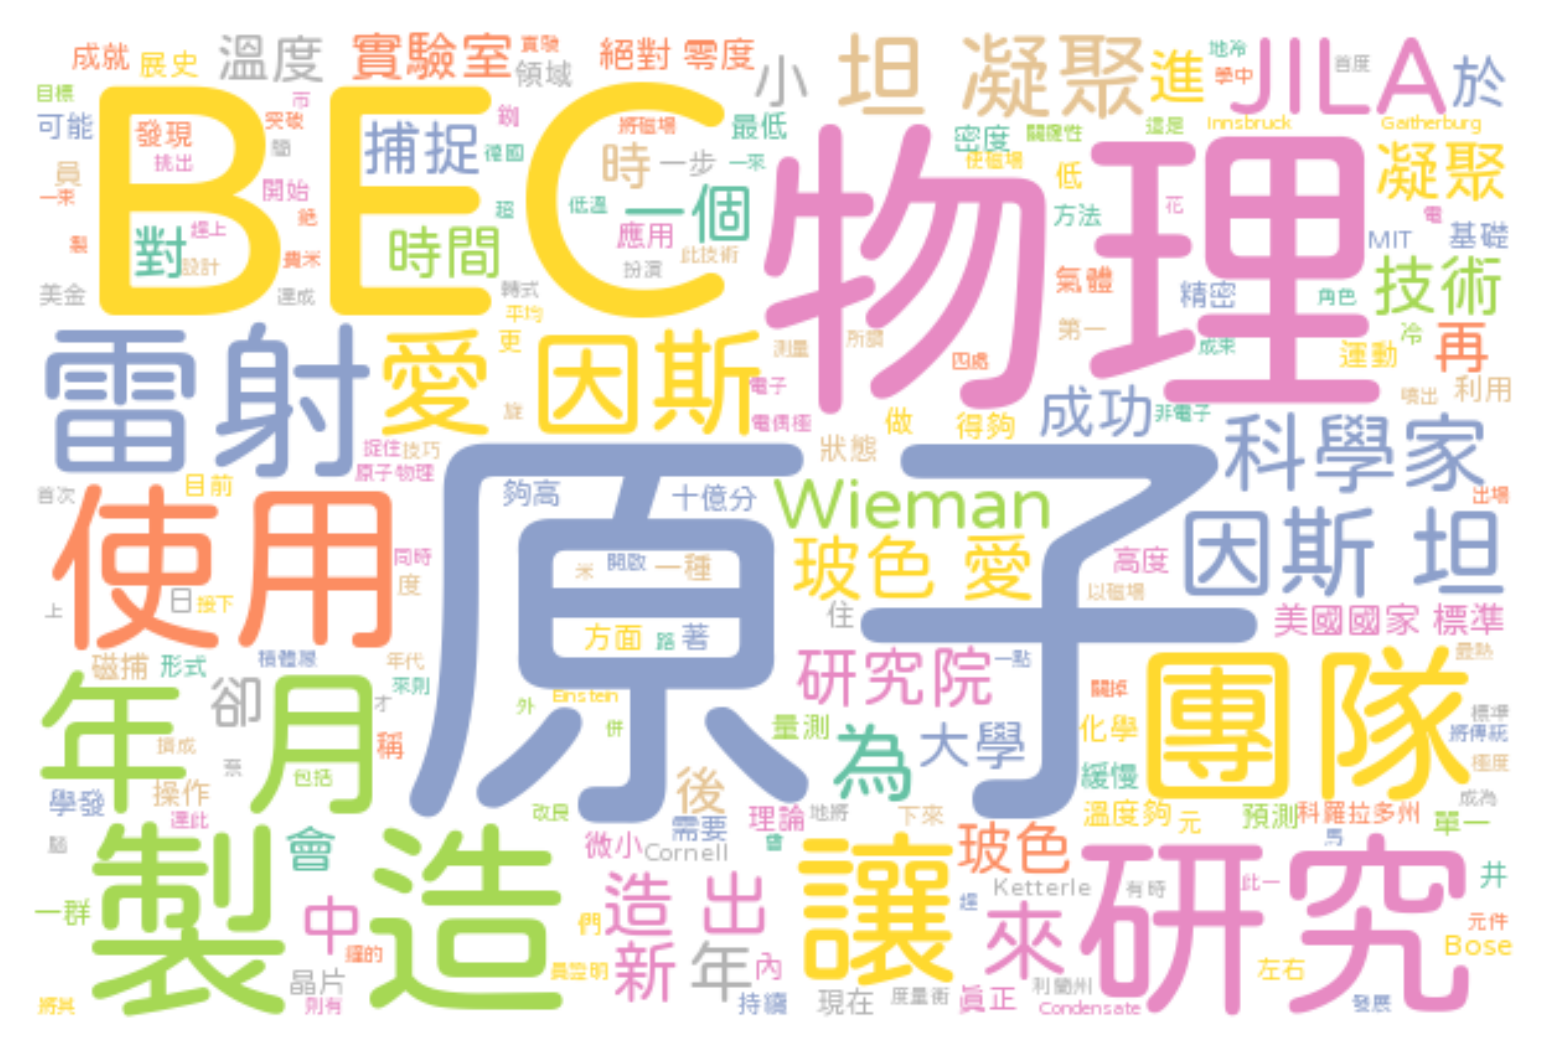 成就 展史 溫度 實驗室 領域 絕對 零度 小 坦 凝聚 進 地冷 學中 JILA 首度 於
目標 可能 BEC 突破 發現 挑出 簡 捕捉 德國 將磁場 時 一步 一來 最低 密度 關鍵性 使磁場 這是 Innsbruck Gaitherburg
員 一束 開始 超 低溫 一個 物理 低 花 凝聚 電
對 趕上 設計 費米 時間 應用 此技術 扮演 方法 MIT 基礎
製 美金 達成 轉式 平均 氣體 精密 角色 技術
雷射 愛 因斯 更 測量 所謂 第一 四處 成束 運動 冷 再
旋 電子 電偶極 做 得夠 成功 非電子 噴出 利用
捉住 技巧 原子物理 狀態 科學家
首次 目前 夠高 十億分 Wieman 出場
使用 同時 度 原子 米 開啟 一種 玻色 愛 高度 以磁場 因斯 坦
上 日 接下 方面 路 著 住 美國國家 標準
磁捕 形式 積體 年代 來則 研究院 一點 最熱
年月 卻 才 外 Einstein 併 量測 大學 關掉 化學 團隊 標準 將傳統
損成 稱 包括 為 緩慢 極度
學發 操作 達此 後 改良 需要 理論 地將 下來 溫度夠 元 預測 科羅拉多州 單一 成為
腦 製造 會 微小 Cornell 會 讓 玻色 馬 研究
一群 中 們 造 出 Ketterle 有時 此一 井
種的 來 元件 Bose
晶片 新 年 內 左右
將其 則有 持續 現在 度量衡 真正 利蘭州 Condensate 發展